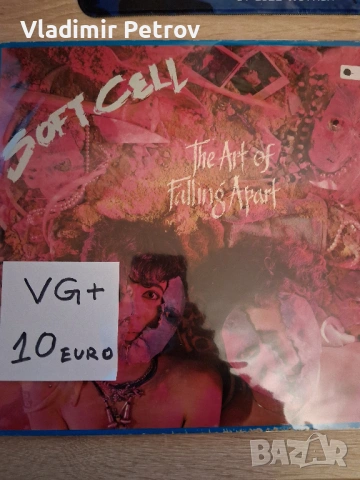 Vladimir Petrov
SOFT CELL
The Art of
Falling Apart
VG+
10 EURO
BAZAR